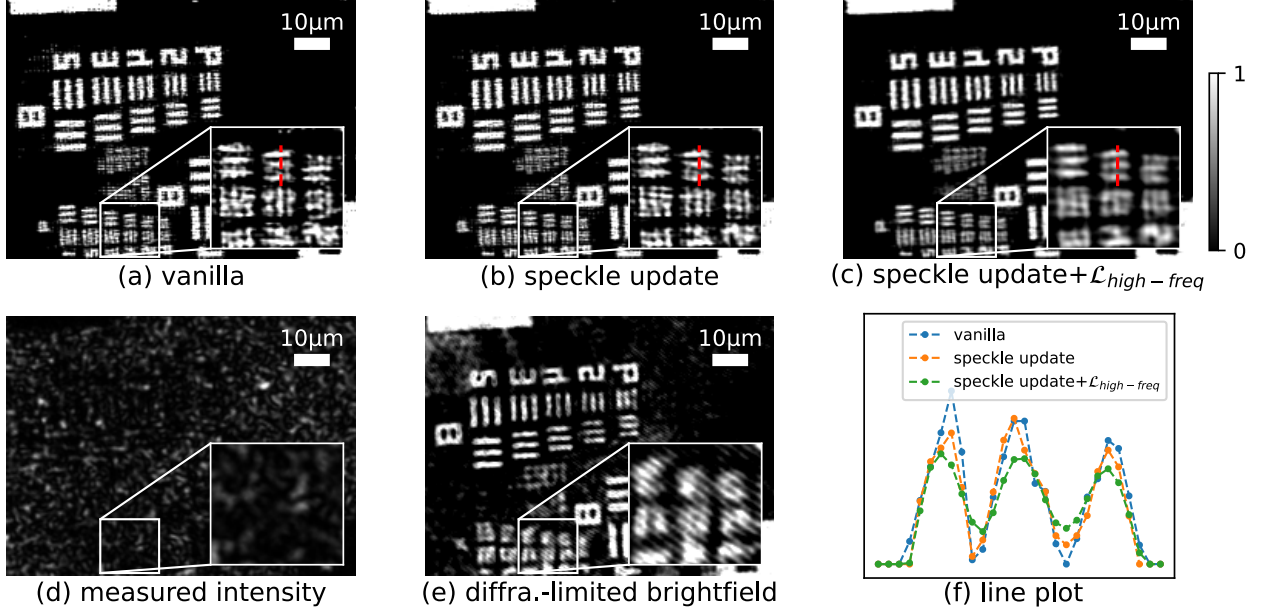 10μm 10μm 10μm
1
0
(a) vanilla (b) speckle update (c) speckle update+ℒhigh−freq
10μm 10μm
vanilla
speckle update
speckle update+ℒhigh−freq
(d) measured intensity (e) diffra.-limited brightfield (f) line plot